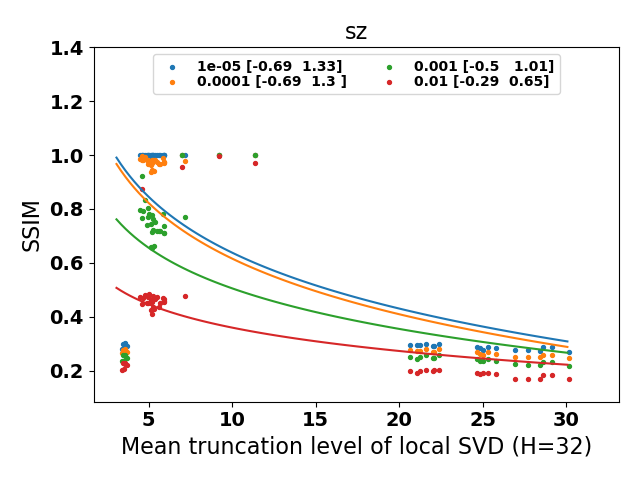 sz
1.4
1e-05 [-0.69  1.33]
0.0001 [-0.69  1.3 ]
0.001 [-0.5   1.01]
0.01 [-0.29  0.65]
1.2
1.0
0.8
0.6
0.4
0.2
SSIM
5 10 15 20 25 30
Mean truncation level of local SVD (H=32)